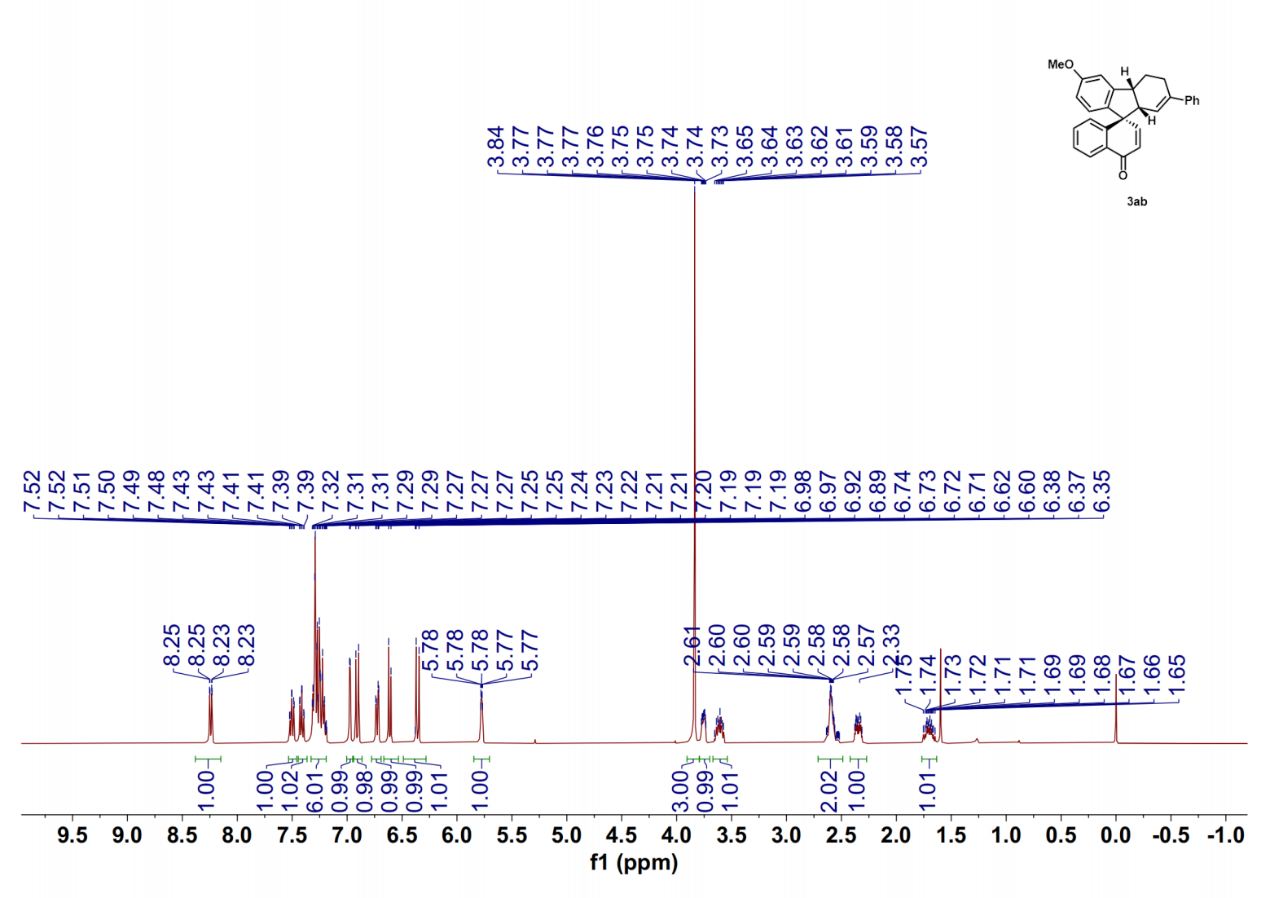 MeO
H
Ph
H
O
3ab
3.84 3.77 3.77 3.77 3.76 3.75 3.75 3.74 3.74 3.73 3.65 3.64 3.63 3.62 3.61 3.59 3.58 3.57
7.52 7.52 7.51 7.50 7.49 7.48 7.43 7.43 7.41 7.41 7.39 7.39 7.32 7.31 7.31 7.29 7.29 7.27 7.27 7.27 7.25 7.25 7.24 7.23 7.22 7.21 7.21 7.20 7.19 7.19 7.19 6.98 6.97 6.92 6.89 6.74 6.73 6.72 6.71 6.62 6.60 6.38 6.37 6.35
8.25 8.25 8.23 8.23
5.78 5.78 5.78 5.77 5.77
2.61 2.60 2.60 2.59 2.59 2.58 2.58 2.57 2.33
1.75 1.74 1.73 1.72 1.71 1.71 1.69 1.69 1.68 1.67 1.66 1.65
1.00 1.00 1.02 6.01 0.99 0.98 0.99 0.99 1.01 1.00 3.00 0.99 1.01 2.02 1.00 1.01
9.5 9.0 8.5 8.0 7.5 7.0 6.5 6.0 5.5 5.0 4.5 4.0 3.5 3.0 2.5 2.0 1.5 1.0 0.5 0.0 -0.5 -1.0
f1 (ppm)